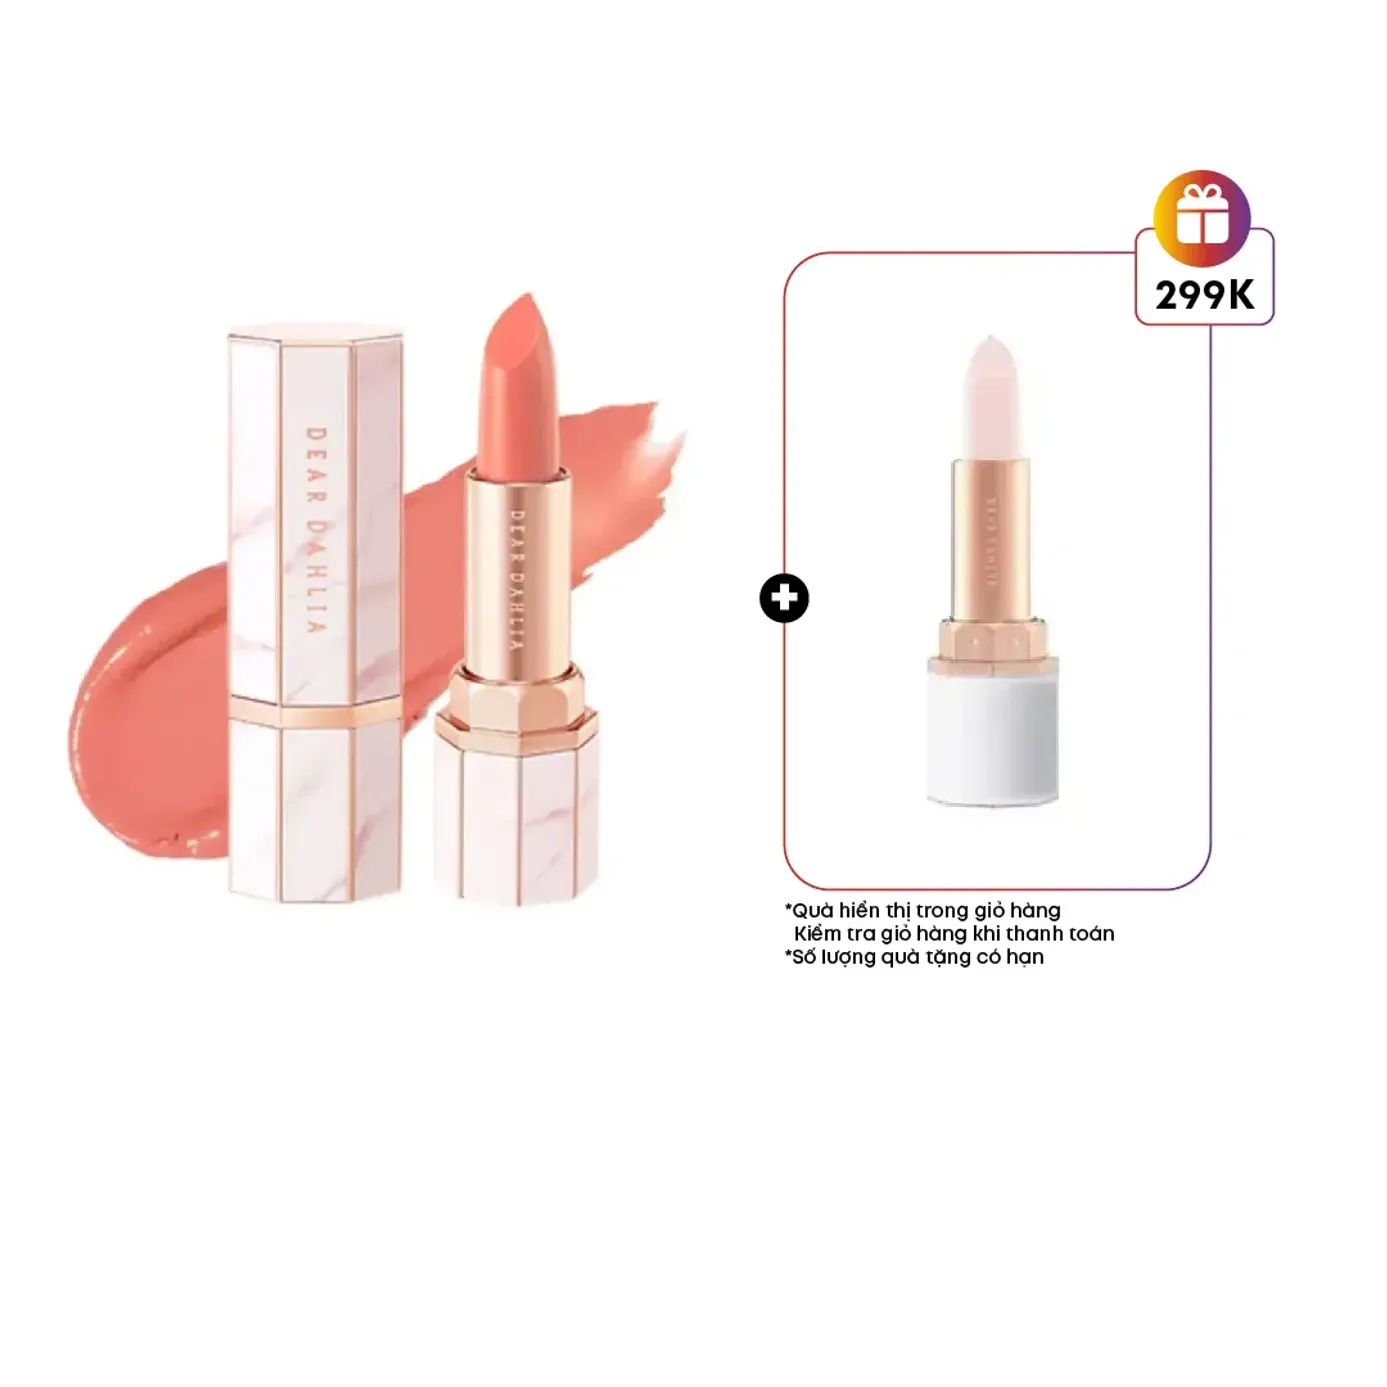 DEAR DAHLIA
DEAR DAHLIA
299K
*Quà hiển thị trong giỏ hàng
Kiểm tra giỏ hàng khi thanh toán
*Số lượng quà tặng có hạn